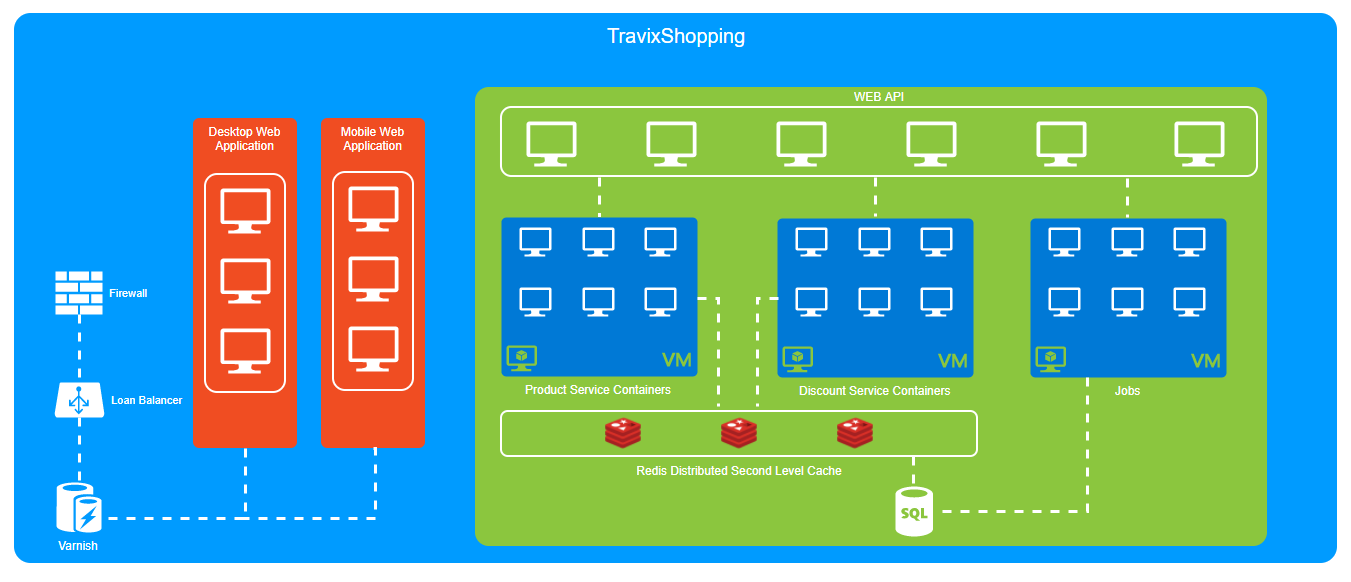 TravixShopping
WEB API
Desktop Web
Application
Mobile Web
Application
Firewall
VM
VM
VM
Product Service Containers
Discount Service Containers
Jobs
Loan Balancer
Redis Distributed Second Level Cache
SQL
Varnish